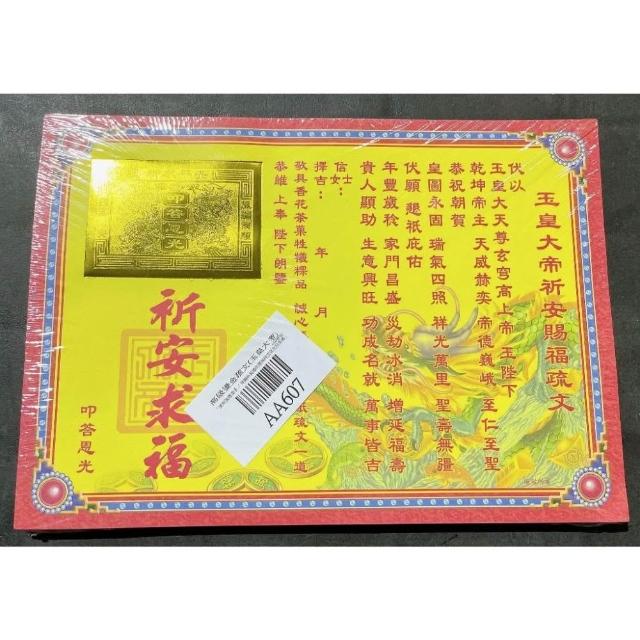 玉皇大帝祈安賜福疏文
伏以
玉皇大天尊玄穹高上帝 玉陛下
乾坤帝主 天威赫奕 帝德巍峨 至仁至聖
恭祝朝賀
皇圖永固 瑞氣四照 祥光萬里 聖壽無疆
伏願 懇祇庇佑
年豐歲稔 家門昌盛 災劫冰消 增延福壽
貴人顯助 生意興旺 功成名就 萬事皆吉
信士女：
擇吉： 年 月
敬具香花茶菓牲犧粿品 誠心
疏文一道
恭維 上奉 陛下朗鑒
叩答恩光
祈安求福
叩答恩光
AA607